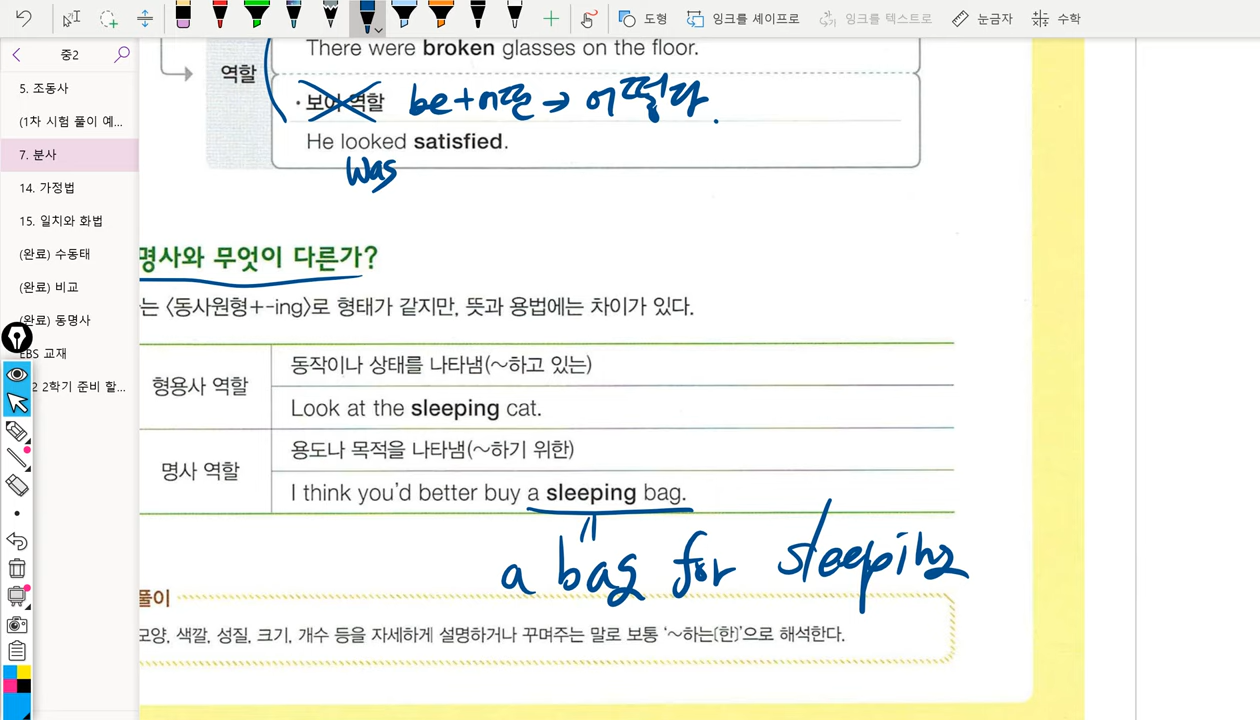 도형
잉크를 셰이프로
잉크를 텍스트로
눈금자
수학
중2
5. 조동사
(1차 시험 풀이 예...
7. 분사
14. 가정법
15. 일치와 화법
(완료) 수동태
(완료) 비교
(완료) 동명사
EBS 교재
2 2학기 준비 할...
There were broken glasses on the floor.
역할
· 보어 역할 be+어떤→어떻다.
He looked satisfied.
was
명사와 무엇이 다른가?
는 〈동사원형+-ing〉로 형태가 같지만, 뜻과 용법에는 차이가 있다.
형용사 역할
동작이나 상태를 나타냄(~하고 있는)
Look at the sleeping cat.
명사 역할
용도나 목적을 나타냄(~하기 위한)
I think you'd better buy a sleeping bag.
a bag for sleeping
풀이
모양, 색깔, 성질, 크기, 개수 등을 자세하게 설명하거나 꾸며주는 말로 보통 '~하는[한]'으로 해석한다.